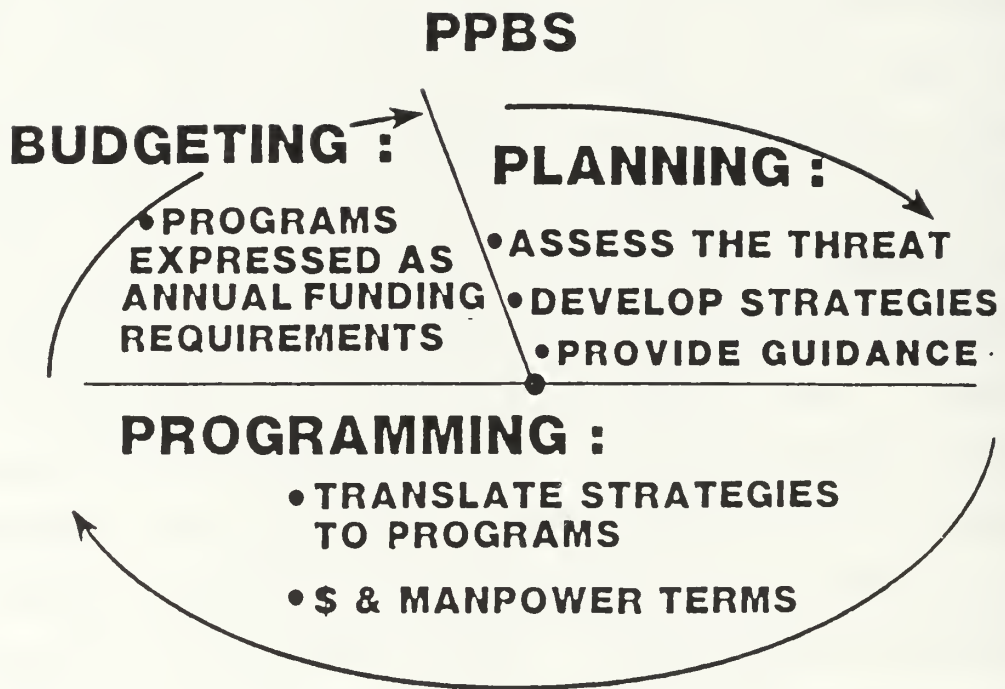 PPBS
BUDGETING :
•PROGRAMS
EXPRESSED AS
ANNUAL FUNDING
REQUIREMENTS
PLANNING :
•ASSESS THE THREAT
•DEVELOP STRATEGIES
•PROVIDE GUIDANCE
PROGRAMMING :
•TRANSLATE STRATEGIES
TO PROGRAMS
•$ & MANPOWER TERMS